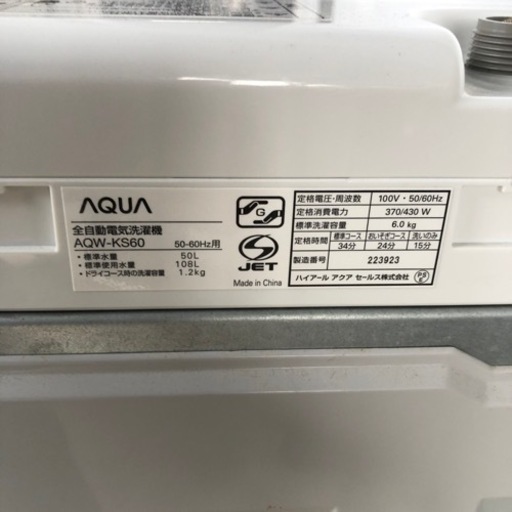 AQUA
全自動電気洗濯機
AQW-KS60 50-60Hz用
・標準水量 50L
・標準使用水量 108L
・ドライコース時の洗濯容量 1.2kg
G
S
JET
Made in China
定格電圧・周波数 100V・50/60Hz
定格消費電力 370/430 W
標準洗濯容量 6.0 kg
定格時間 標準コース おいそぎコース 洗いのみ
34分 24分 15分
製造番号 223923
ハイアール アクア セールス株式会社
PS
E